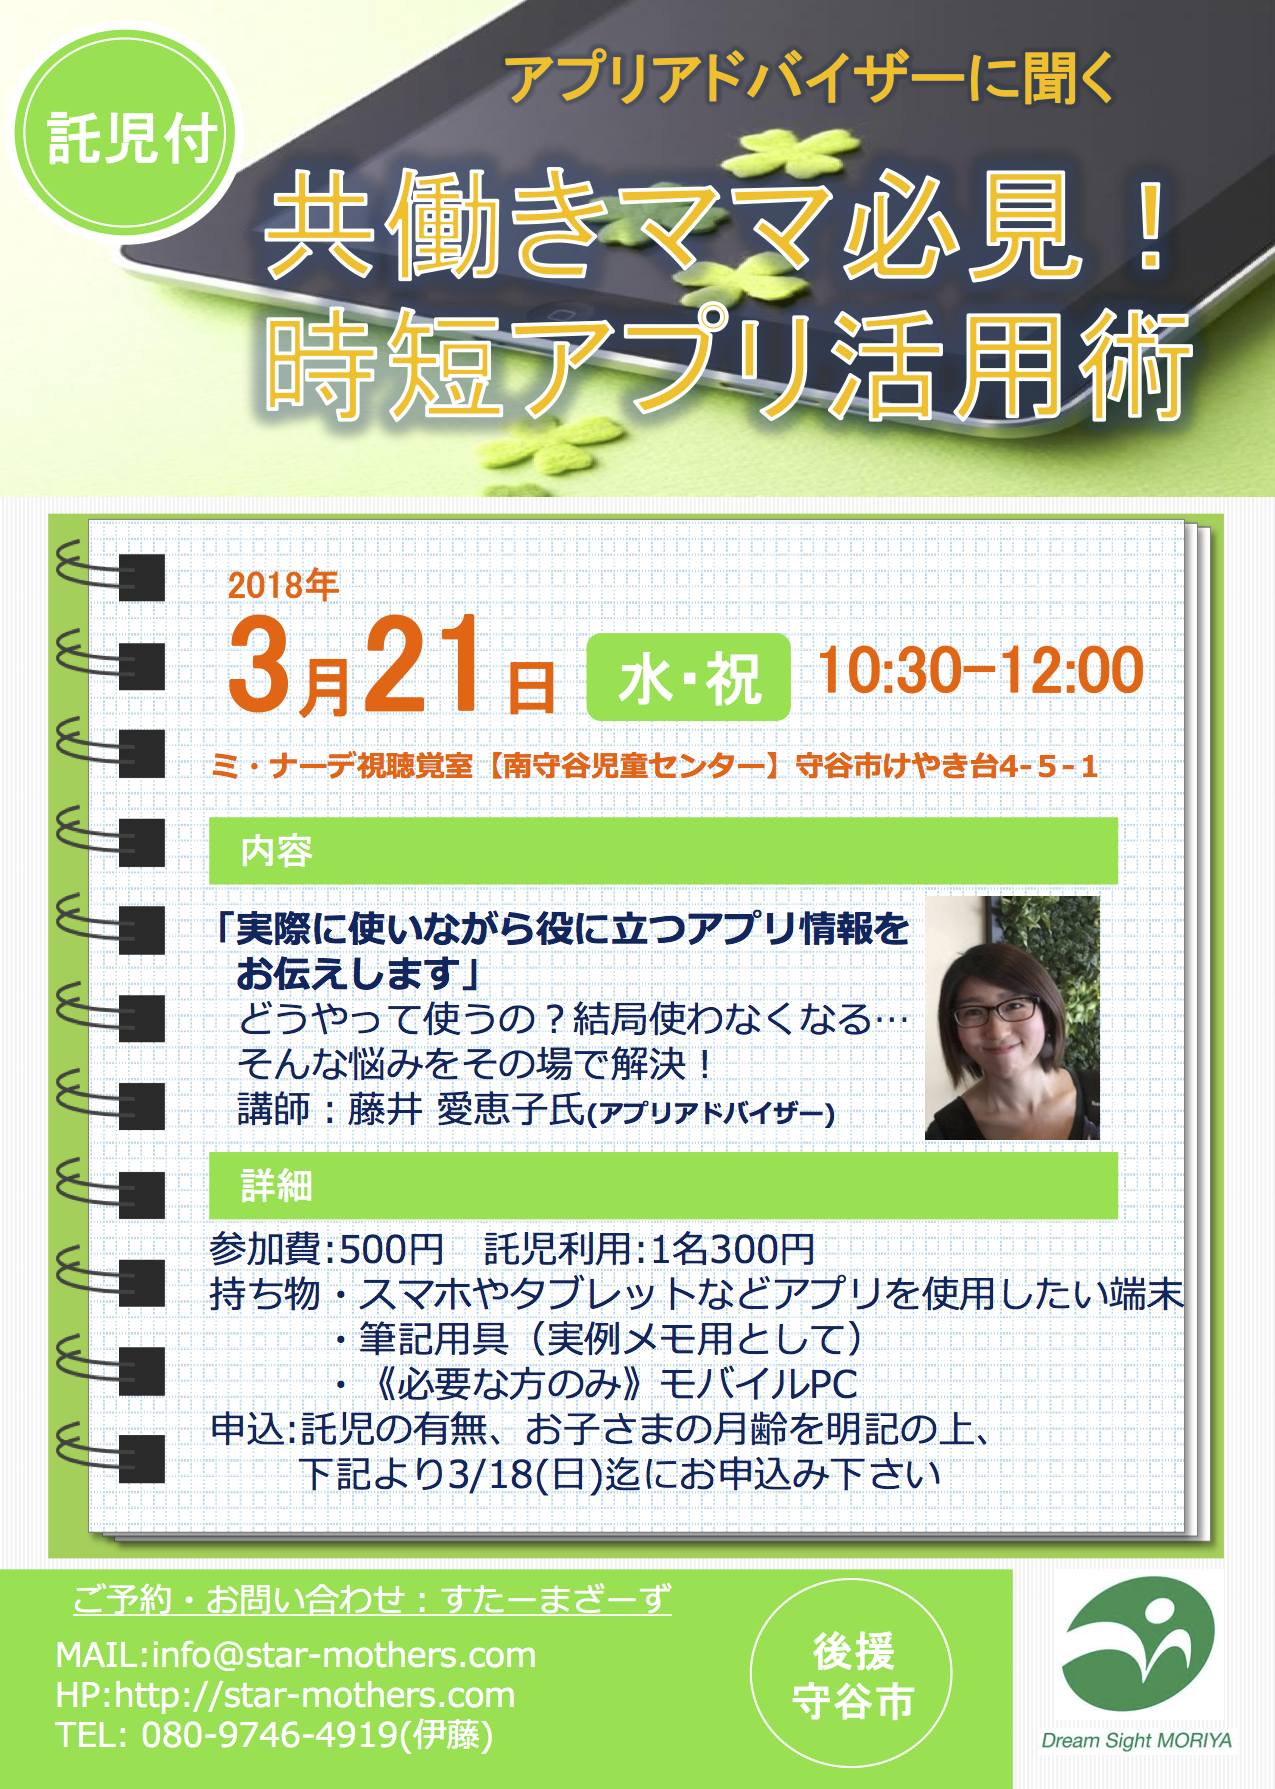 託児付
アプリアドバイザーに聞く
共働きママ必見！
時短アプリ活用術
2018年
3月21日 水・祝 10:30−12:00
ミ・ナーデ視聴覚室【南守谷児童センター】守谷市けやき台4-５-１
内容
「実際に使いながら役に立つアプリ情報を
お伝えします」
どうやって使うの？結局使わなくなる…
そんな悩みをその場で解決！
講師：藤井 愛恵子氏(アプリアドバイザー)
詳細
参加費:500円　託児利用:1名300円
持ち物・スマホやタブレットなどアプリを使用したい端末
・筆記用具（実例メモ用として）
・《必要な方のみ》モバイルPC
申込:託児の有無、お子さまの月齢を明記の上、
下記より3/18(日)迄にお申込み下さい
ご予約・お問い合わせ：すたーまざーず
MAIL:info@star-mothers.com
HP:http://star-mothers.com
TEL: 080-9746-4919(伊藤)
後援
守谷市
Dream Sight MORIYA